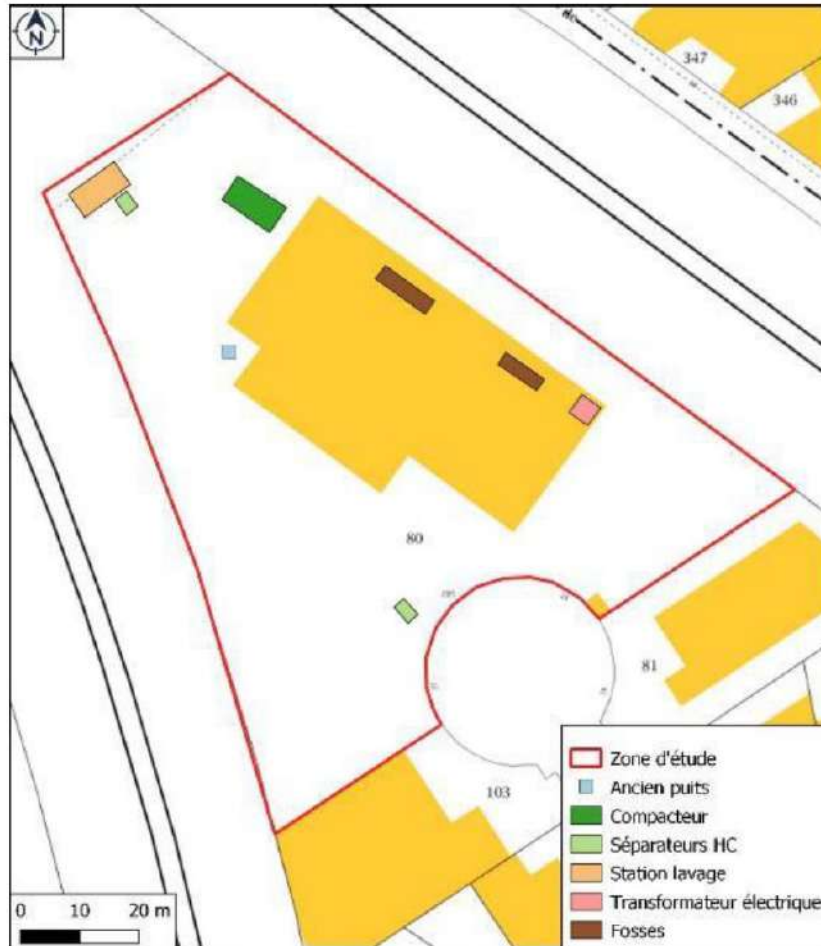 N
de
347
346
80
81
103
Zone d'étude
Ancien puits
Compacteur
Séparateurs HC
Station lavage
Transformateur électrique
Fosses
0 10 20 m